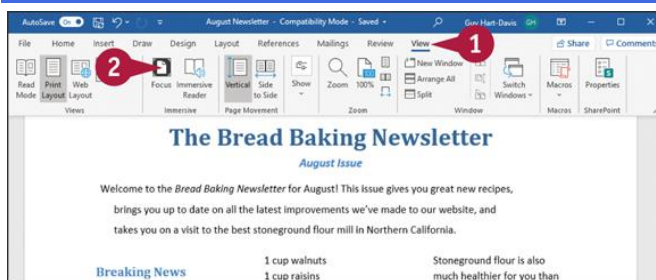 AutoSave On
August Newsletter - Compatibility Mode - Saved
Guy Hart-Davis GH
File Home Insert Draw Design Layout References Mailings Review View Share Comments
1
2
Read Mode
Print Layout
Web Layout
Focus
Immersive Reader
Vertical
Side to Side
Show
Zoom
100%
New Window
Arrange All
Split
Switch Windows
Macros
Properties
Views Immersive Page Movement Zoom Window Macros SharePoint
The Bread Baking Newsletter
August Issue
Welcome to the Bread Baking Newsletter for August! This issue gives you great new recipes,
brings you up to date on all the latest improvements we've made to our website, and
takes you on a visit to the best stoneground flour mill in Northern California.
Breaking News
1 cup walnuts
1 cup raisins
Stoneground flour is also
much healthier for you than